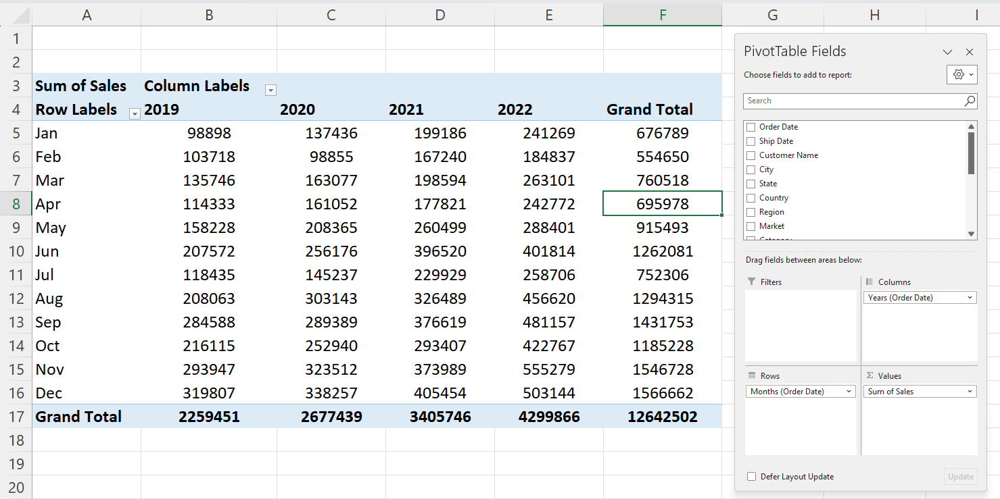 A B C D E F G H I
1
2
3 Sum of Sales Column Labels
4 Row Labels 2019 2020 2021 2022 Grand Total
5 Jan 98898 137436 199186 241269 676789
6 Feb 103718 98855 167240 184837 554650
7 Mar 135746 163077 198594 263101 760518
8 Apr 114333 161052 177821 242772 695978
9 May 158228 208365 260499 288401 915493
10 Jun 207572 256176 396520 401814 1262081
11 Jul 118435 145237 229929 258706 752306
12 Aug 208063 303143 326489 456620 1294315
13 Sep 284588 289389 376619 481157 1431753
14 Oct 216115 252940 293407 422767 1185228
15 Nov 293947 323512 373989 555279 1546728
16 Dec 319807 338257 405454 503144 1566662
17 Grand Total 2259451 2677439 3405746 4299866 12642502
18
19
20
PivotTable Fields
Choose fields to add to report:
Search
Order Date
Ship Date
Customer Name
City
State
Country
Region
Market
Category
Drag fields between areas below:
Filters
Columns
Years (Order Date)
Rows
Σ Values
Months (Order Date)
Sum of Sales
Defer Layout Update
Update